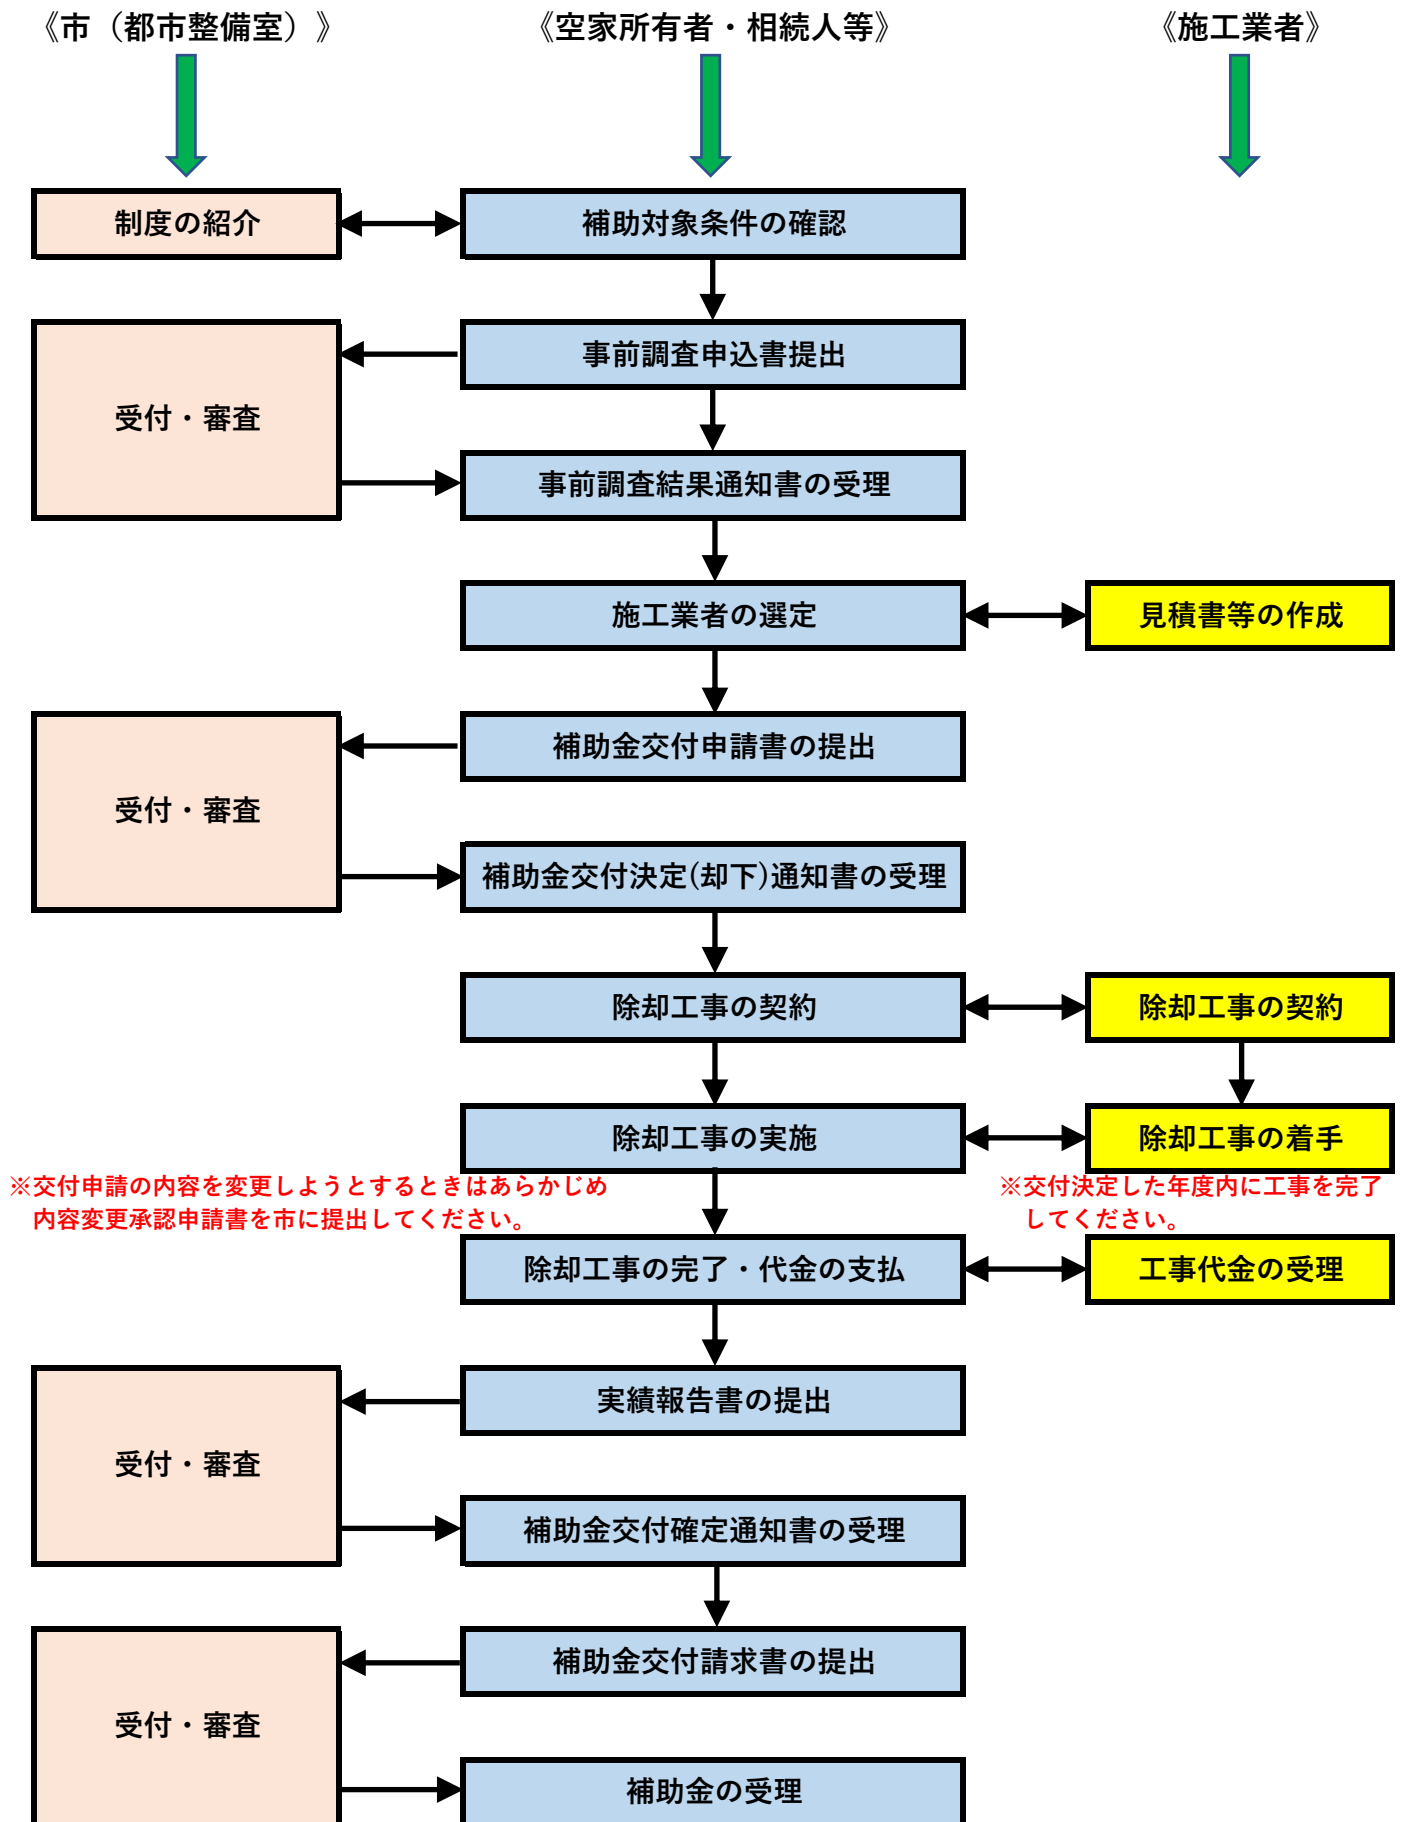 《市（都市整備室）》
《空家所有者・相続人等》
《施工業者》
制度の紹介
補助対象条件の確認
事前調査申込書提出
受付・審査
事前調査結果通知書の受理
施工業者の選定
見積書等の作成
補助金交付申請書の提出
受付・審査
補助金交付決定(却下)通知書の受理
除却工事の契約
除却工事の契約
除却工事の実施
除却工事の着手
※交付申請の内容を変更しようとするときはあらかじめ
内容変更承認申請書を市に提出してください。
※交付決定した年度内に工事を完了
してください。
除却工事の完了・代金の支払
工事代金の受理
実績報告書の提出
受付・審査
補助金交付確定通知書の受理
補助金交付請求書の提出
受付・審査
補助金の受理